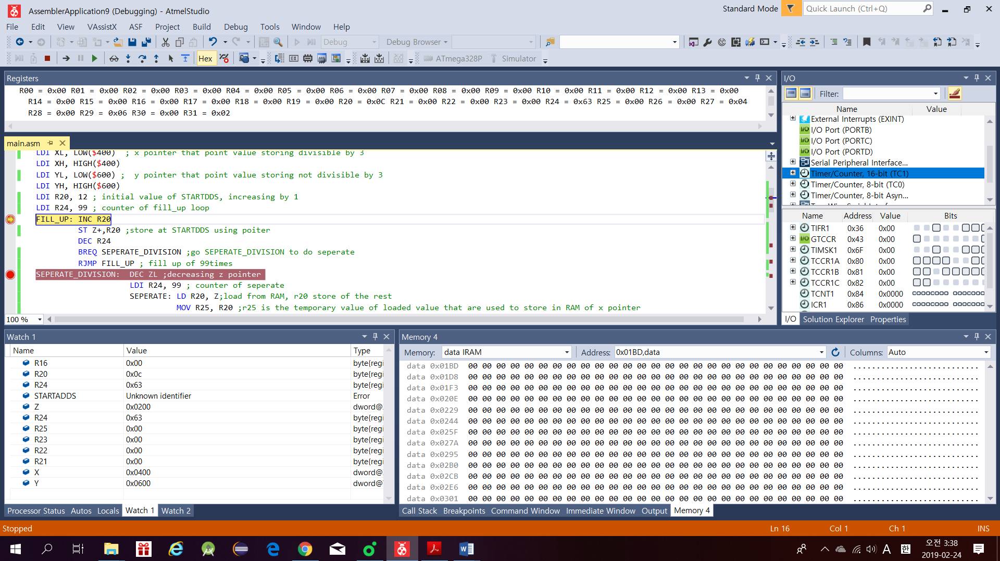 AssemblerApplication9 (Debugging) - AtmelStudio
Standard Mode
Quick Launch (Ctrl+Q)
File Edit View VAssistX ASF Project Build Debug Tools Window Help
Debug Debug Browser
Hex ATmega328P Simulator
Registers
R00 = 0x00 R01 = 0x00 R02 = 0x00 R03 = 0x00 R04 = 0x00 R05 = 0x00 R06 = 0x00 R07 = 0x00 R08 = 0x00 R09 = 0x00 R10 = 0x00 R11 = 0x00 R12 = 0x00 R13 = 0x00
R14 = 0x00 R15 = 0x00 R16 = 0x00 R17 = 0x00 R18 = 0x00 R19 = 0x00 R20 = 0x0C R21 = 0x00 R22 = 0x00 R23 = 0x00 R24 = 0x63 R25 = 0x00 R26 = 0x00 R27 = 0x04
R28 = 0x00 R29 = 0x06 R30 = 0x00 R31 = 0x02
main.asm
LDI XL, LOW($400) ; x pointer that point value storing divisible by 3
LDI XH, HIGH($400)
LDI YL, LOW($600) ; y pointer that point value storing not divisible by 3
LDI YH, HIGH($600)
LDI R20, 12 ; initial value of STARTDDS, increasing by 1
LDI R24, 99 ; counter of fill_up loop
FILL_UP: INC R20
ST Z+,R20 ;store at STARTDDS using poiter
DEC R24
BREQ SEPERATE_DIVISION ;go SEPERATE_DIVISION to do seperate
RJMP FILL_UP ; fill up of 99times
SEPERATE_DIVISION: DEC ZL ;decreasing z pointer
LDI R24, 99 ; counter of seperate
SEPERATE: LD R20, Z;load from RAM, r20 store of the rest
MOV R25, R20 ;r25 is the temporary value of loaded value that are used to store in RAM of x pointer
100 %
I/O
Filter:
Name Value
External Interrupts (EXINT)
I/O Port (PORTB)
I/O Port (PORTC)
I/O Port (PORTD)
Serial Peripheral Interface...
Timer/Counter, 16-bit (TC1)
Timer/Counter, 8-bit (TC0)
Timer/Counter, 8-bit Asyn...
Name Address Value Bits
TIFR1 0x36 0x00
GTCCR 0x43 0x00
TIMSK1 0x6F 0x00
TCCR1A 0x80 0x00
TCCR1B 0x81 0x00
TCCR1C 0x82 0x00
TCNT1 0x84 0x0000
ICR1 0x86 0x0000
I/O Solution Explorer Properties
Watch 1
Name Value Type
R16 0x00 byte{regi
R20 0x0c byte{regi
R24 0x63 byte{regi
STARTADDS Unknown identifier Error
Z 0x0200 dword@
R24 0x63 byte{regi
R25 0x00 byte{regi
R23 0x00 byte{regi
R22 0x00 byte{regi
R21 0x00 byte{regi
X 0x0400 dword@
Y 0x0600 dword@
Processor Status Autos Locals Watch 1 Watch 2
Memory 4
Memory: data IRAM Address: 0x01BD,data Columns: Auto
data 0x01BD 00 00 00 00 00 00 00 00 00 00 00 00 00 00 00 00 00 00 00 00 00 00 00 00 00 00 00 ...........................
data 0x01D8 00 00 00 00 00 00 00 00 00 00 00 00 00 00 00 00 00 00 00 00 00 00 00 00 00 00 00 ...........................
data 0x01F3 00 00 00 00 00 00 00 00 00 00 00 00 00 00 00 00 00 00 00 00 00 00 00 00 00 00 00 ...........................
data 0x020E 00 00 00 00 00 00 00 00 00 00 00 00 00 00 00 00 00 00 00 00 00 00 00 00 00 00 00 ...........................
data 0x0229 00 00 00 00 00 00 00 00 00 00 00 00 00 00 00 00 00 00 00 00 00 00 00 00 00 00 00 ...........................
data 0x0244 00 00 00 00 00 00 00 00 00 00 00 00 00 00 00 00 00 00 00 00 00 00 00 00 00 00 00 ...........................
data 0x025F 00 00 00 00 00 00 00 00 00 00 00 00 00 00 00 00 00 00 00 00 00 00 00 00 00 00 00 ...........................
data 0x027A 00 00 00 00 00 00 00 00 00 00 00 00 00 00 00 00 00 00 00 00 00 00 00 00 00 00 00 ...........................
data 0x0295 00 00 00 00 00 00 00 00 00 00 00 00 00 00 00 00 00 00 00 00 00 00 00 00 00 00 00 ...........................
data 0x02B0 00 00 00 00 00 00 00 00 00 00 00 00 00 00 00 00 00 00 00 00 00 00 00 00 00 00 00 ...........................
data 0x02CB 00 00 00 00 00 00 00 00 00 00 00 00 00 00 00 00 00 00 00 00 00 00 00 00 00 00 00 ...........................
data 0x02E6 00 00 00 00 00 00 00 00 00 00 00 00 00 00 00 00 00 00 00 00 00 00 00 00 00 00 00 ...........................
data 0x0301 00 00 00 00 00 00 00 00 00 00 00 00 00 00 00 00 00 00 00 00 00 00 00 00 00 00 00 ...........................
Call Stack Breakpoints Command Window Immediate Window Output Memory 4
Stopped Ln 16 Col 1 Ch 1 INS
A 한 오전 3:38
2019-02-24